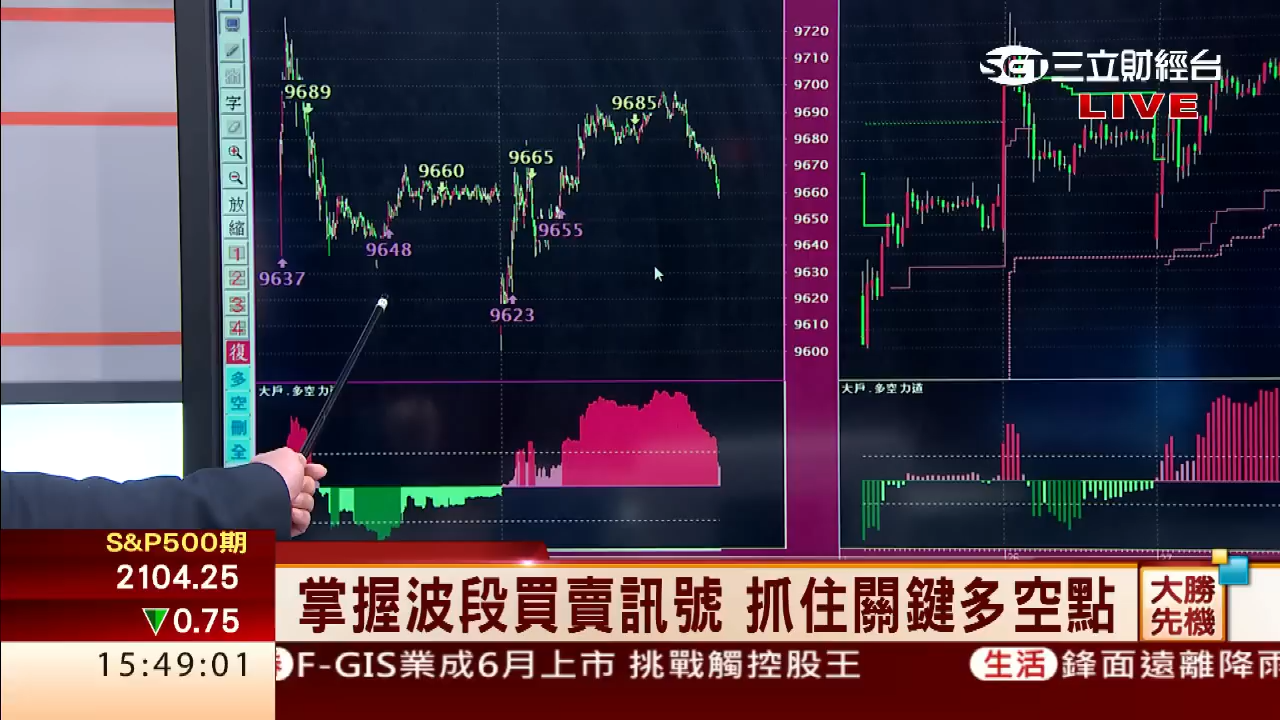 9720
9710
9700
9690
9680
9670
9660
9650
9640
9630
9620
9610
9600
9689
9685
9665
9660
9655
9648
9637
9623
字
放
縮
1
2
3
4
復
多
空
刪
全
大戶.多空力道
大戶.多空力道
SET三立財經台
LIVE
S&P500期
2104.25
▼0.75
15:49:01
掌握波段買賣訊號 抓住關鍵多空點
大勝
先機
F-GIS業成6月上市 挑戰觸控股王
生活 鋒面遠離降雨